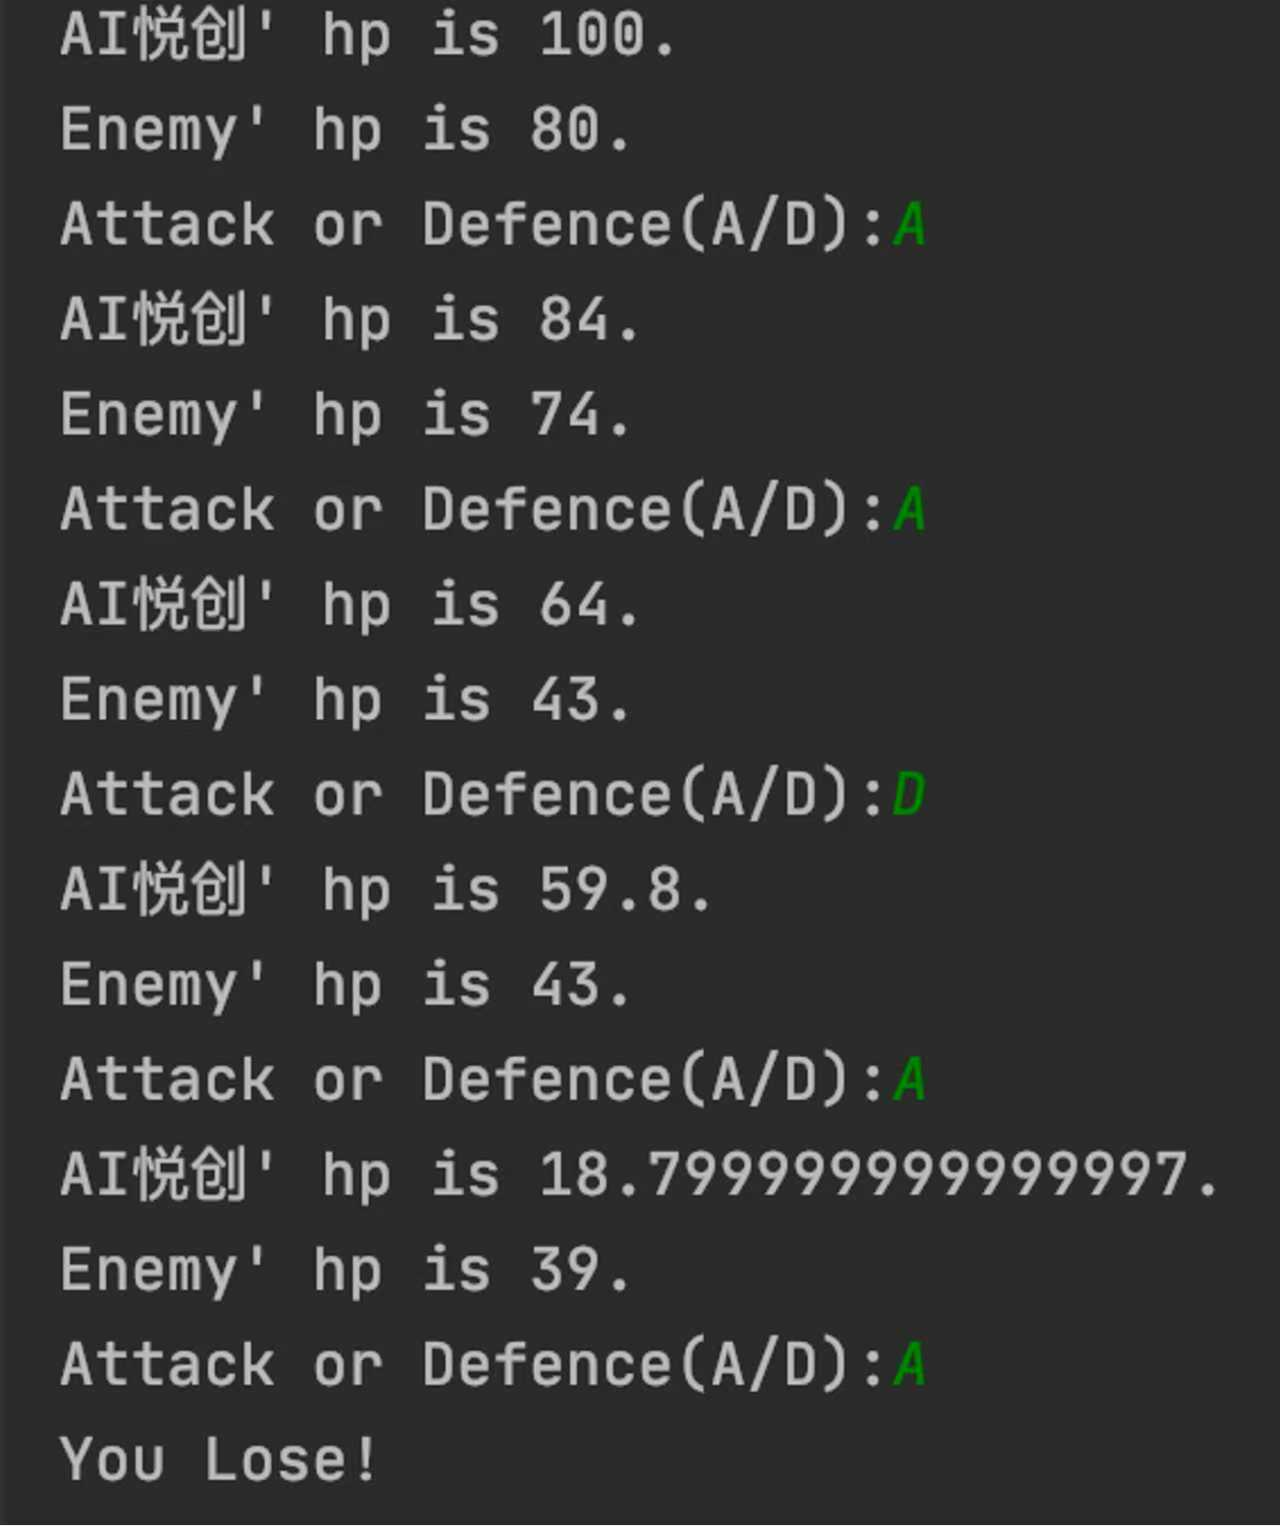 AI悦创' hp is 100.
Enemy' hp is 80.
Attack or Defence(A/D):A
AI悦创' hp is 84.
Enemy' hp is 74.
Attack or Defence(A/D):A
AI悦创' hp is 64.
Enemy' hp is 43.
Attack or Defence(A/D):D
AI悦创' hp is 59.8.
Enemy' hp is 43.
Attack or Defence(A/D):A
AI悦创' hp is 18.799999999999997.
Enemy' hp is 39.
Attack or Defence(A/D):A
You Lose!